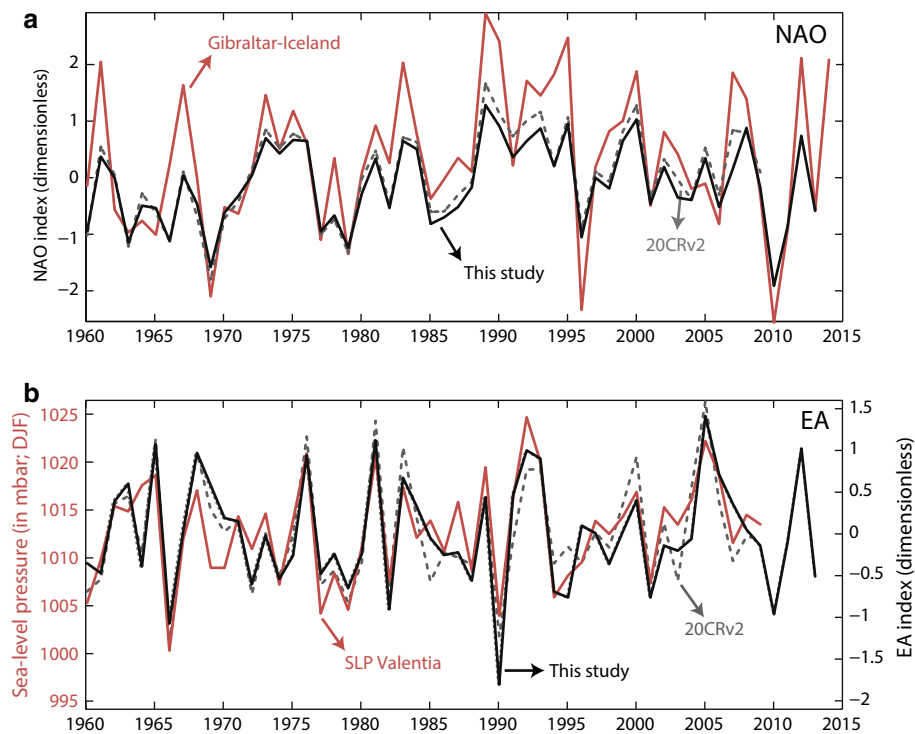 a
NAO
Gibraltar-Iceland
20CRv2
This study
NAO index (dimensionless)
2
1
0
−1
−2
1960 1965 1970 1975 1980 1985 1990 1995 2000 2005 2010 2015
b
EA
Sea-level pressure (in mbar; DJF)
1025
1020
1015
1010
1005
1000
995
EA index (dimensionless)
1.5
1
0.5
0
−0.5
−1
−1.5
−2
20CRv2
SLP Valentia
This study
1960 1965 1970 1975 1980 1985 1990 1995 2000 2005 2010 2015